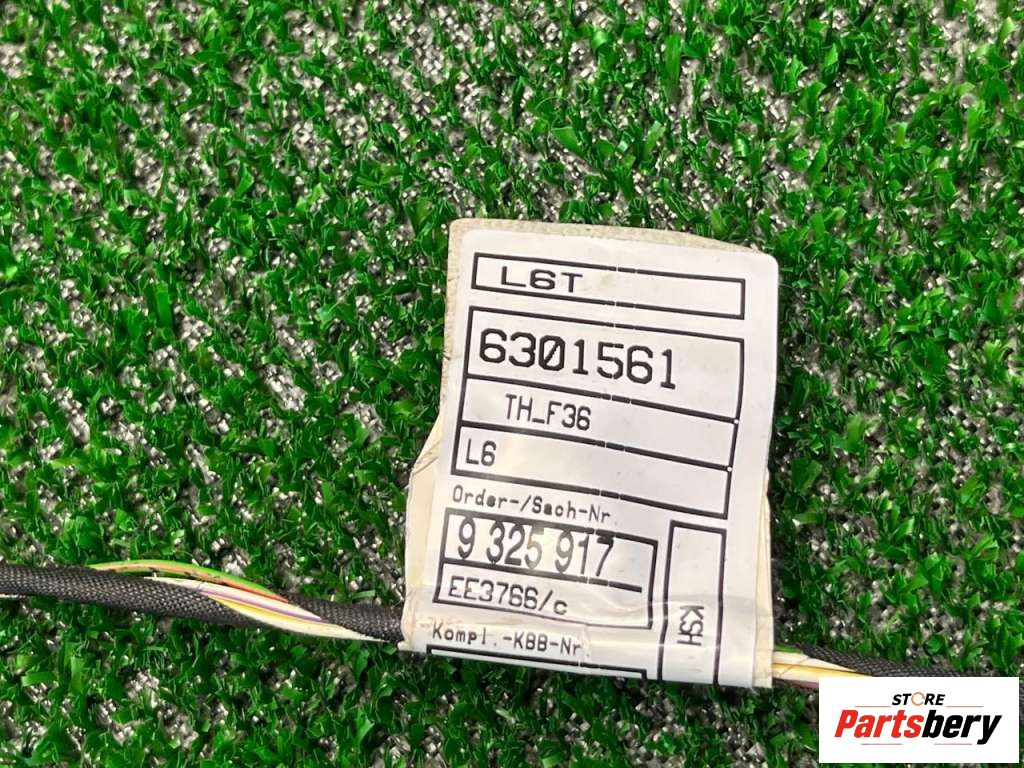 L6T
6301561
TH_F36
L6
Order-/Sach-Nr.
9 325 917
EE3766/c
KSH
Kompl.-KBB-Nr.
STORE
Partsbery